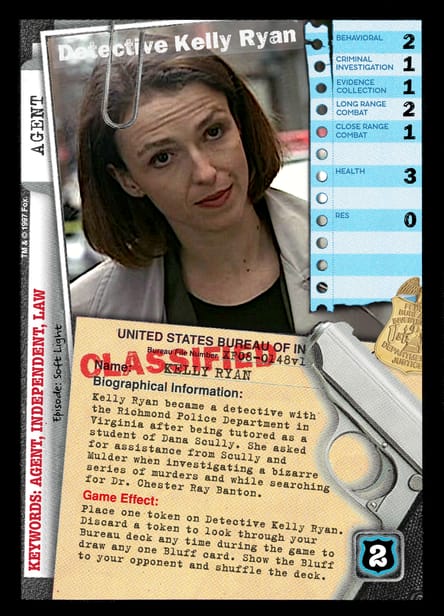 Detective Kelly Ryan
BEHAVIORAL 2
CRIMINAL
INVESTIGATION 1
EVIDENCE
COLLECTION 1
LONG RANGE
COMBAT 2
CLOSE RANGE
COMBAT 1
HEALTH 3
RES 0
AGENT
TM & © 1997 Fox.
KEYWORDS: AGENT, INDEPENDENT, LAW
Episode: Soft Light
UNITED STATES BUREAU OF IN
Bureau File Number XF08-0148v1
CLASSIFIED
Name: KELLY RYAN
Biographical Information:
Kelly Ryan became a detective with
the Richmond Police Department in
Virginia after being tutored as a
student of Dana Scully. She asked
for assistance from Scully and
Mulder when investigating a bizarre
series of murders and while searching
for Dr. Chester Ray Banton.
Game Effect:
Place one token on Detective Kelly Ryan.
Discard a token to look through your
Bureau deck any time during the game to
draw any one Bluff card. Show the Bluff
to your opponent and shuffle the deck.
2